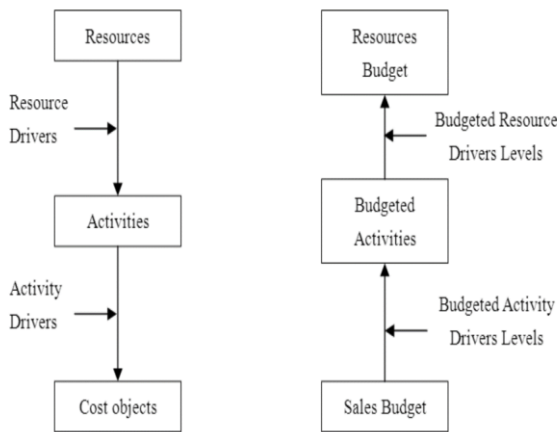 Resources
Resource
Drivers
Activities
Activity
Drivers
Cost objects
Resources
Budget
Budgeted Resource
Drivers Levels
Budgeted
Activities
Budgeted Activity
Drivers Levels
Sales Budget